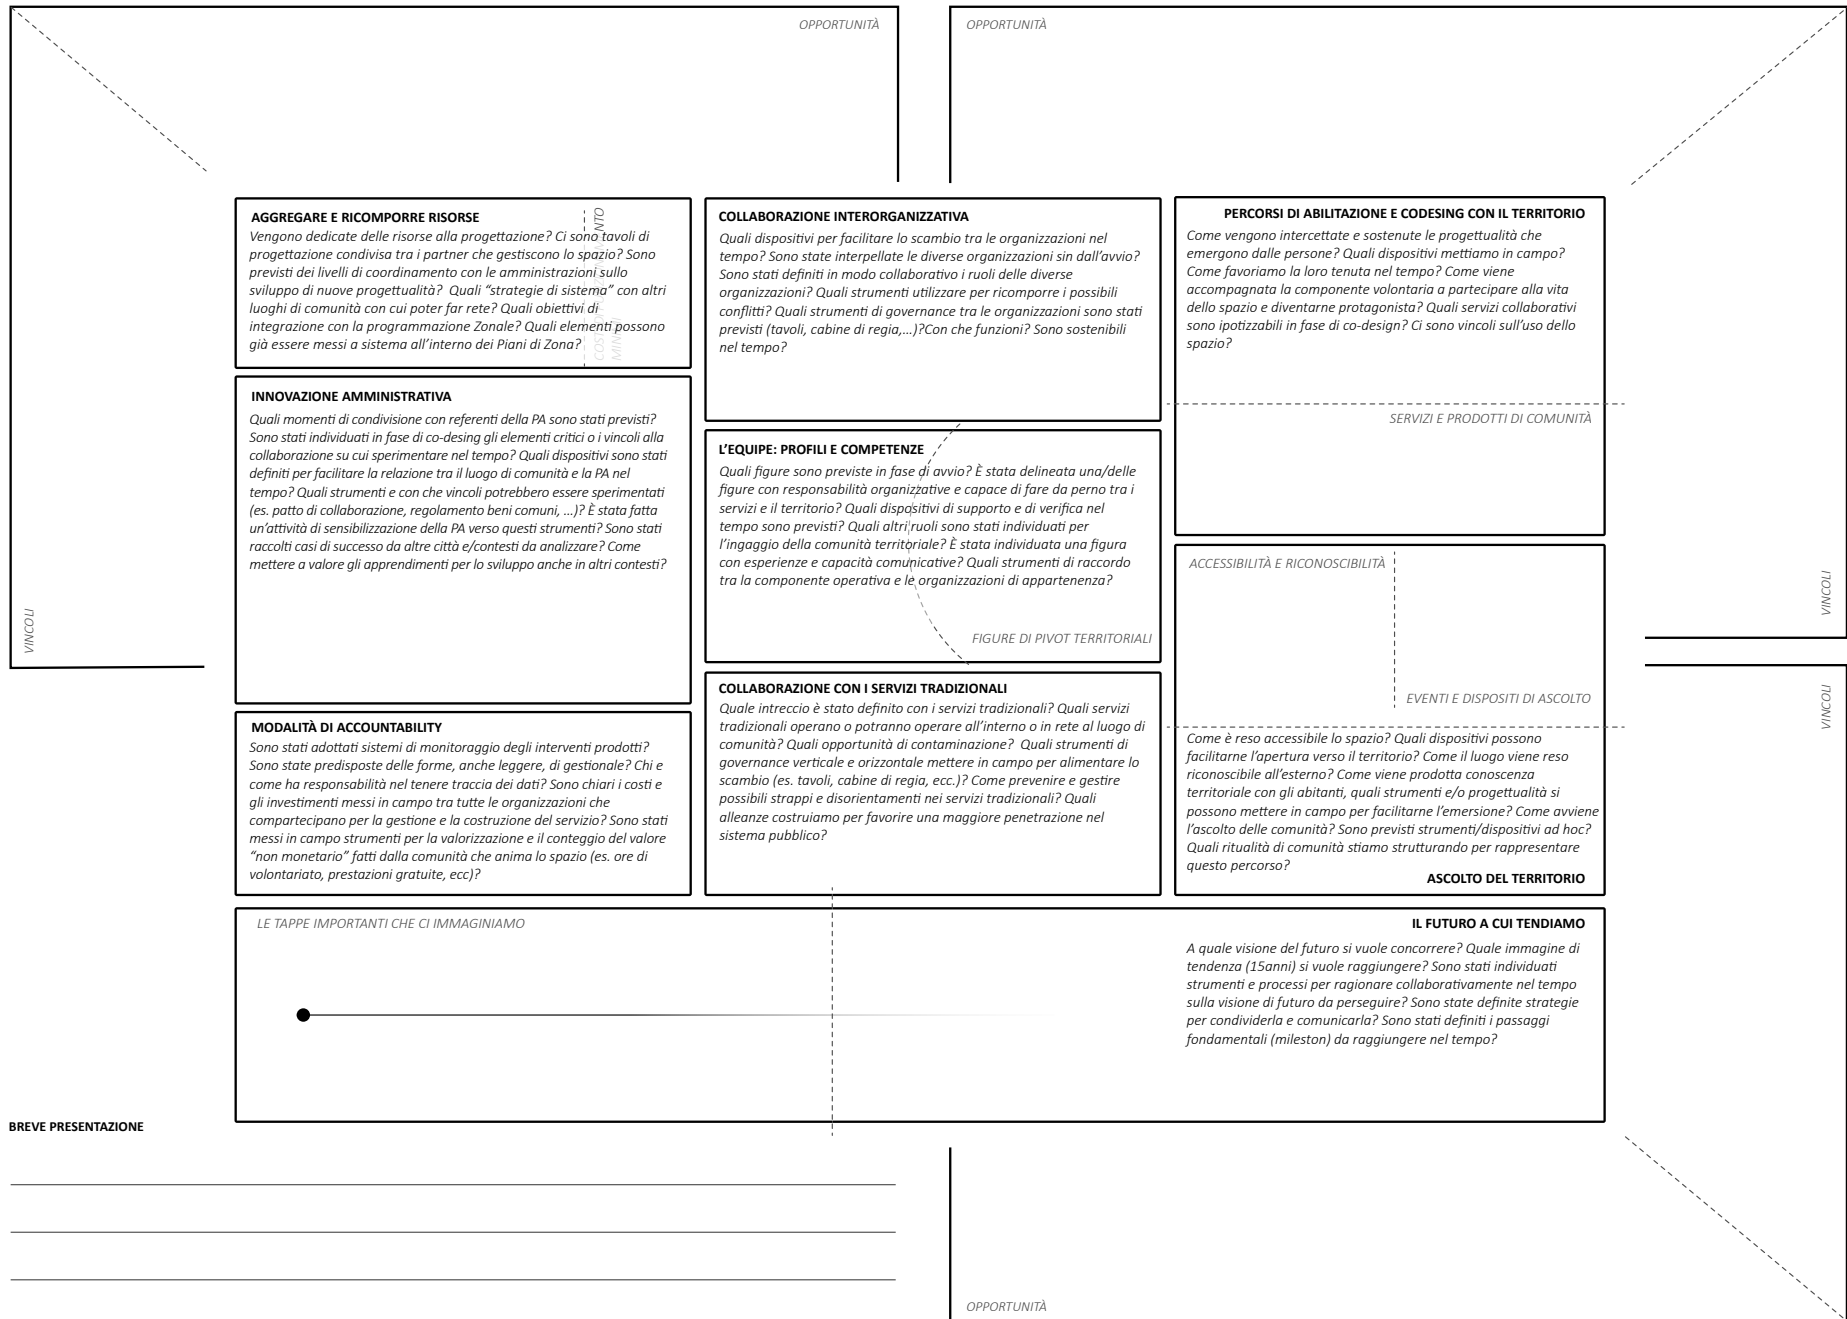 OPPORTUNITÀ
OPPORTUNITÀ
VINCOLI
VINCOLI
VINCOLI
AGGREGARE E RICOMPORRE RISORSE
Vengono dedicate delle risorse alla progettazione? Ci sono tavoli di
progettazione condivisa tra i partner che gestiscono lo spazio? Sono
previsti dei livelli di coordinamento con le amministrazioni sullo
sviluppo di nuove progettualità? Quali “strategie di sistema” con altri
luoghi di comunità con cui poter far rete? Quali obiettivi di
integrazione con la programmazione Zonale? Quali elementi possono
già essere messi a sistema all’interno dei Piani di Zona?
MINIMI
INNOVAZIONE AMMINISTRATIVA
Quali momenti di condivisione con referenti della PA sono stati previsti?
Sono stati individuati in fase di co-desing gli elementi critici o i vincoli alla
collaborazione su cui sperimentare nel tempo? Quali dispositivi sono stati
definiti per facilitare la relazione tra il luogo di comunità e la PA nel
tempo? Quali strumenti e con che vincoli potrebbero essere sperimentati
(es. patto di collaborazione, regolamento beni comuni, ...)? È stata fatta
un’attività di sensibilizzazione della PA verso questi strumenti? Sono stati
raccolti casi di successo da altre città e/contesti da analizzare? Come
mettere a valore gli apprendimenti per lo sviluppo anche in altri contesti?
MODALITÀ DI ACCOUNTABILITY
Sono stati adottati sistemi di monitoraggio degli interventi prodotti?
Sono state predisposte delle forme, anche leggere, di gestionale? Chi e
come ha responsabilità nel tenere traccia dei dati? Sono chiari i costi e
gli investimenti messi in campo tra tutte le organizzazioni che
compartecipano per la gestione e la costruzione del servizio? Sono stati
messi in campo strumenti per la valorizzazione e il conteggio del valore
“non monetario” fatti dalla comunità che anima lo spazio (es. ore di
volontariato, prestazioni gratuite, ecc)?
COLLABORAZIONE INTERORGANIZZATIVA
Quali dispositivi per facilitare lo scambio tra le organizzazioni nel
tempo? Sono state interpellate le diverse organizzazioni sin dall’avvio?
Sono stati definiti in modo collaborativo i ruoli delle diverse
organizzazioni? Quali strumenti utilizzare per ricomporre i possibili
conflitti? Quali strumenti di governance tra le organizzazioni sono stati
previsti (tavoli, cabine di regia,...)?Con che funzioni? Sono sostenibili
nel tempo?
L’EQUIPE: PROFILI E COMPETENZE
Quali figure sono previste in fase di avvio? È stata delineata una/delle
figure con responsabilità organizzative e capace di fare da perno tra i
servizi e il territorio? Quali dispositivi di supporto e di verifica nel
tempo sono previsti? Quali altri ruoli sono stati individuati per
l’ingaggio della comunità territoriale? È stata individuata una figura
con esperienze e capacità comunicative? Quali strumenti di raccordo
tra la componente operativa e le organizzazioni di appartenenza?
FIGURE DI PIVOT TERRITORIALI
COLLABORAZIONE CON I SERVIZI TRADIZIONALI
Quale intreccio è stato definito con i servizi tradizionali? Quali servizi
tradizionali operano o potranno operare all’interno o in rete al luogo di
comunità? Quali opportunità di contaminazione? Quali strumenti di
governance verticale e orizzontale mettere in campo per alimentare lo
scambio (es. tavoli, cabine di regia, ecc.)? Come prevenire e gestire
possibili strappi e disorientamenti nei servizi tradizionali? Quali
alleanze costruiamo per favorire una maggiore penetrazione nel
sistema pubblico?
PERCORSI DI ABILITAZIONE E CODESING CON IL TERRITORIO
Come vengono intercettate e sostenute le progettualità che
emergono dalle persone? Quali dispositivi mettiamo in campo?
Come favoriamo la loro tenuta nel tempo? Come viene
accompagnata la componente volontaria a partecipare alla vita
dello spazio e diventarne protagonista? Quali servizi collaborativi
sono ipotizzabili in fase di co-design? Ci sono vincoli sull’uso dello
spazio?
SERVIZI E PRODOTTI DI COMUNITÀ
ACCESSIBILITÀ E RICONOSCIBILITÀ
EVENTI E DISPOSITI DI ASCOLTO
Come è reso accessibile lo spazio? Quali dispositivi possono
facilitarne l’apertura verso il territorio? Come il luogo viene reso
riconoscibile all’esterno? Come viene prodotta conoscenza
territoriale con gli abitanti, quali strumenti e/o progettualità si
possono mettere in campo per facilitarne l’emersione? Come avviene
l’ascolto delle comunità? Sono previsti strumenti/dispositivi ad hoc?
Quali ritualità di comunità stiamo strutturando per rappresentare
questo percorso?
ASCOLTO DEL TERRITORIO
LE TAPPE IMPORTANTI CHE CI IMMAGINIAMO
IL FUTURO A CUI TENDIAMO
A quale visione del futuro si vuole concorrere? Quale immagine di
tendenza (15anni) si vuole raggiungere? Sono stati individuati
strumenti e processi per ragionare collaborativamente nel tempo
sulla visione di futuro da perseguire? Sono state definite strategie
per condividerla e comunicarla? Sono stati definiti i passaggi
fondamentali (mileston) da raggiungere nel tempo?
BREVE PRESENTAZIONE
OPPORTUNITÀ